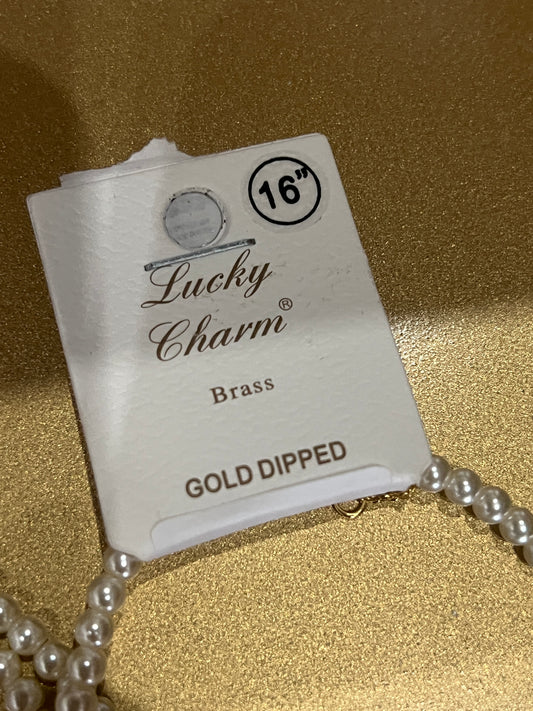 16"
Lucky
Charm®
Brass
GOLD DIPPED